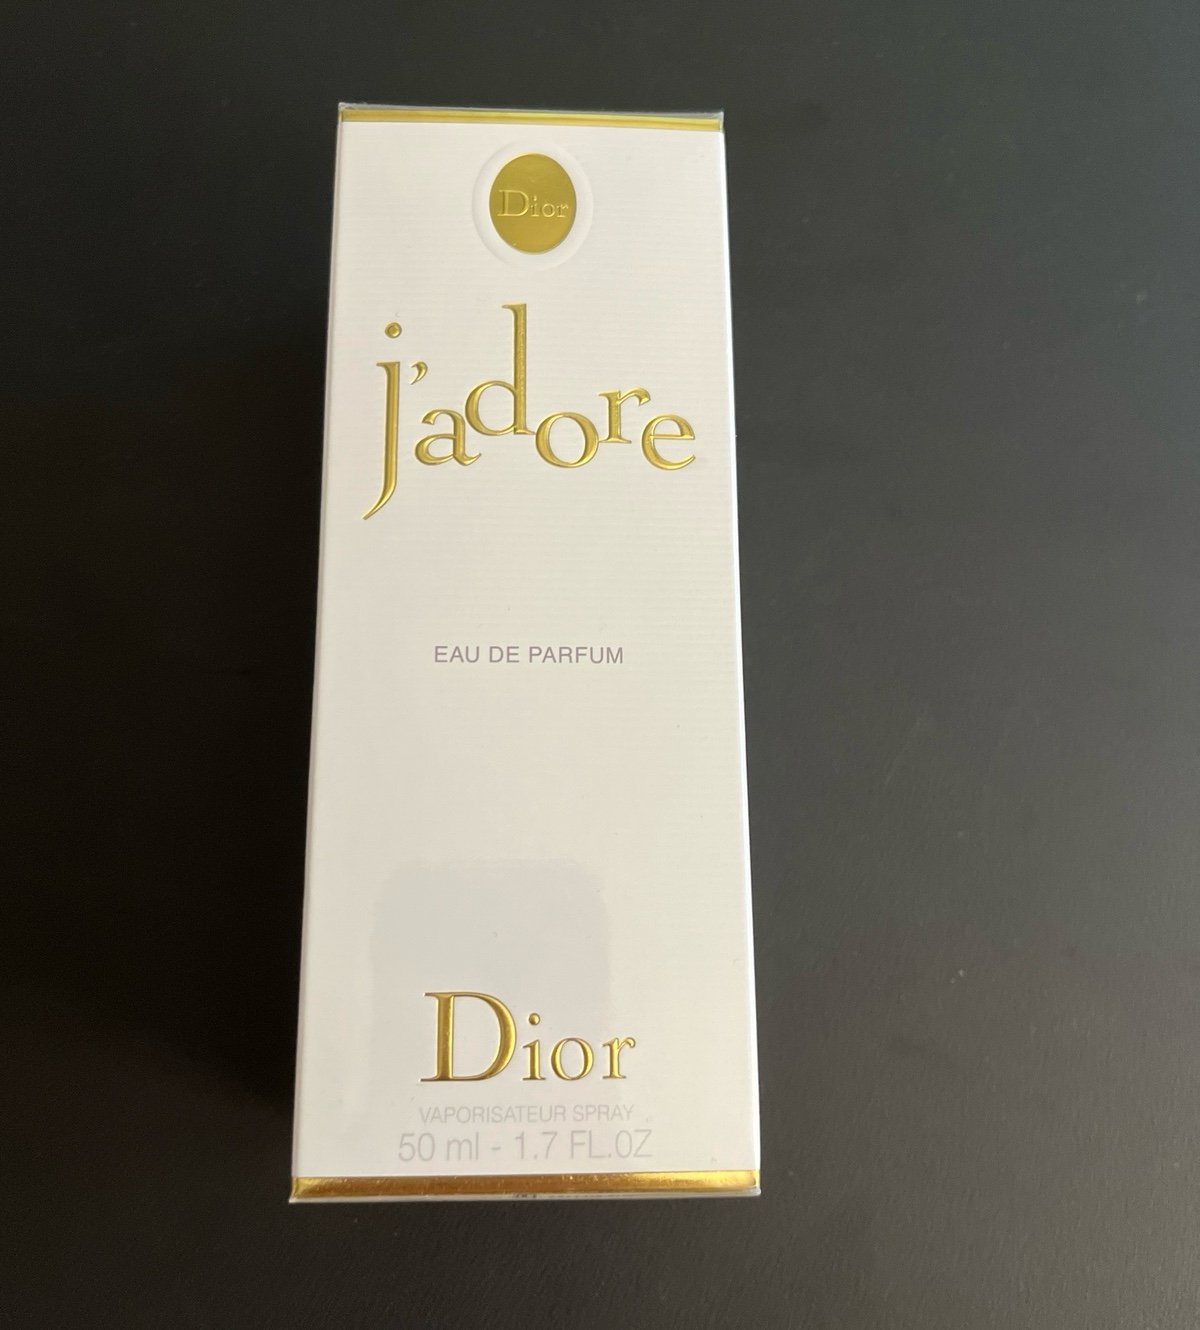 Dior
j'adore
EAU DE PARFUM
Dior
VAPORISATEUR SPRAY
50 ml - 1.7 FL.OZ